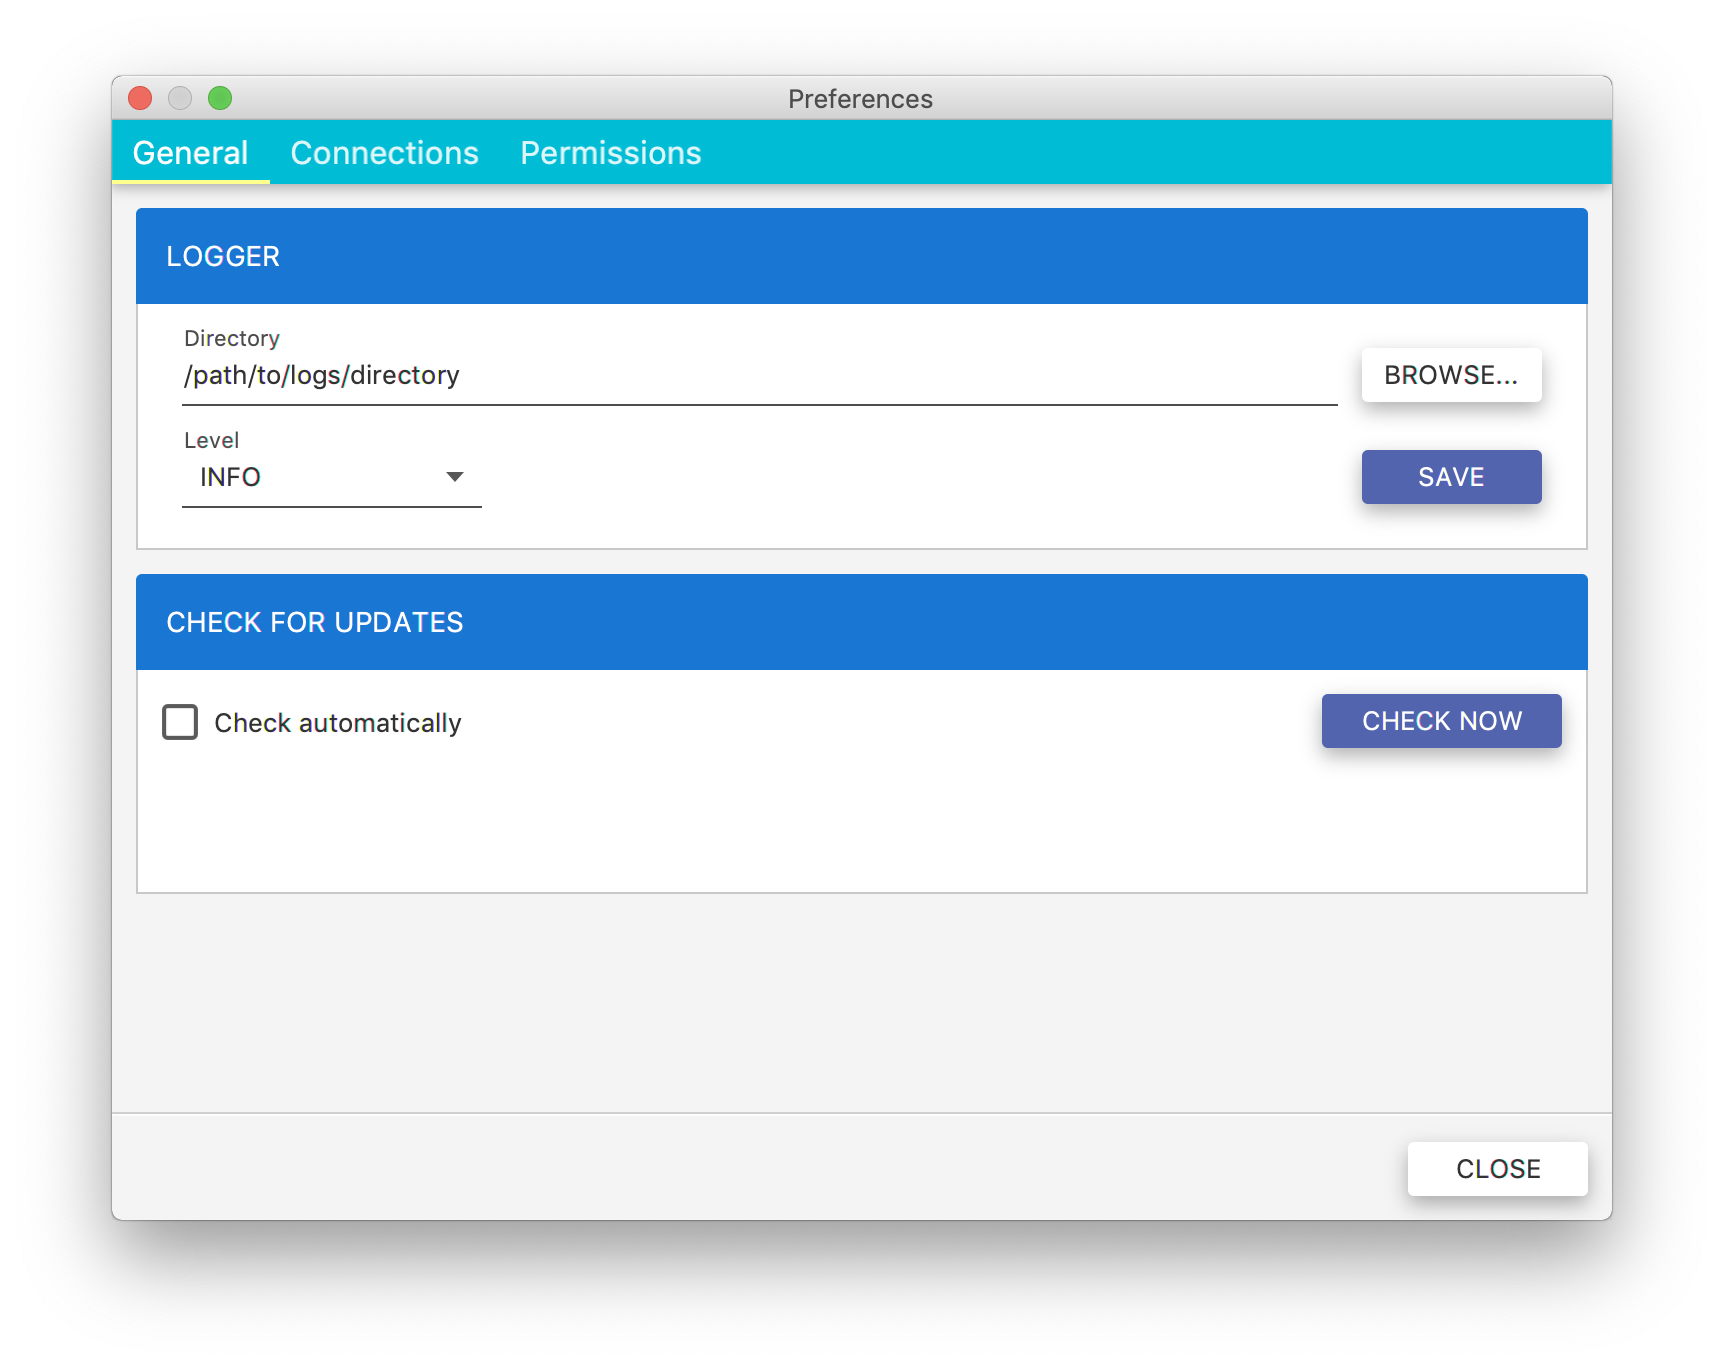 Preferences
General Connections Permissions
LOGGER
Directory
/path/to/logs/directory
BROWSE...
Level
INFO
SAVE
CHECK FOR UPDATES
Check automatically
CHECK NOW
CLOSE